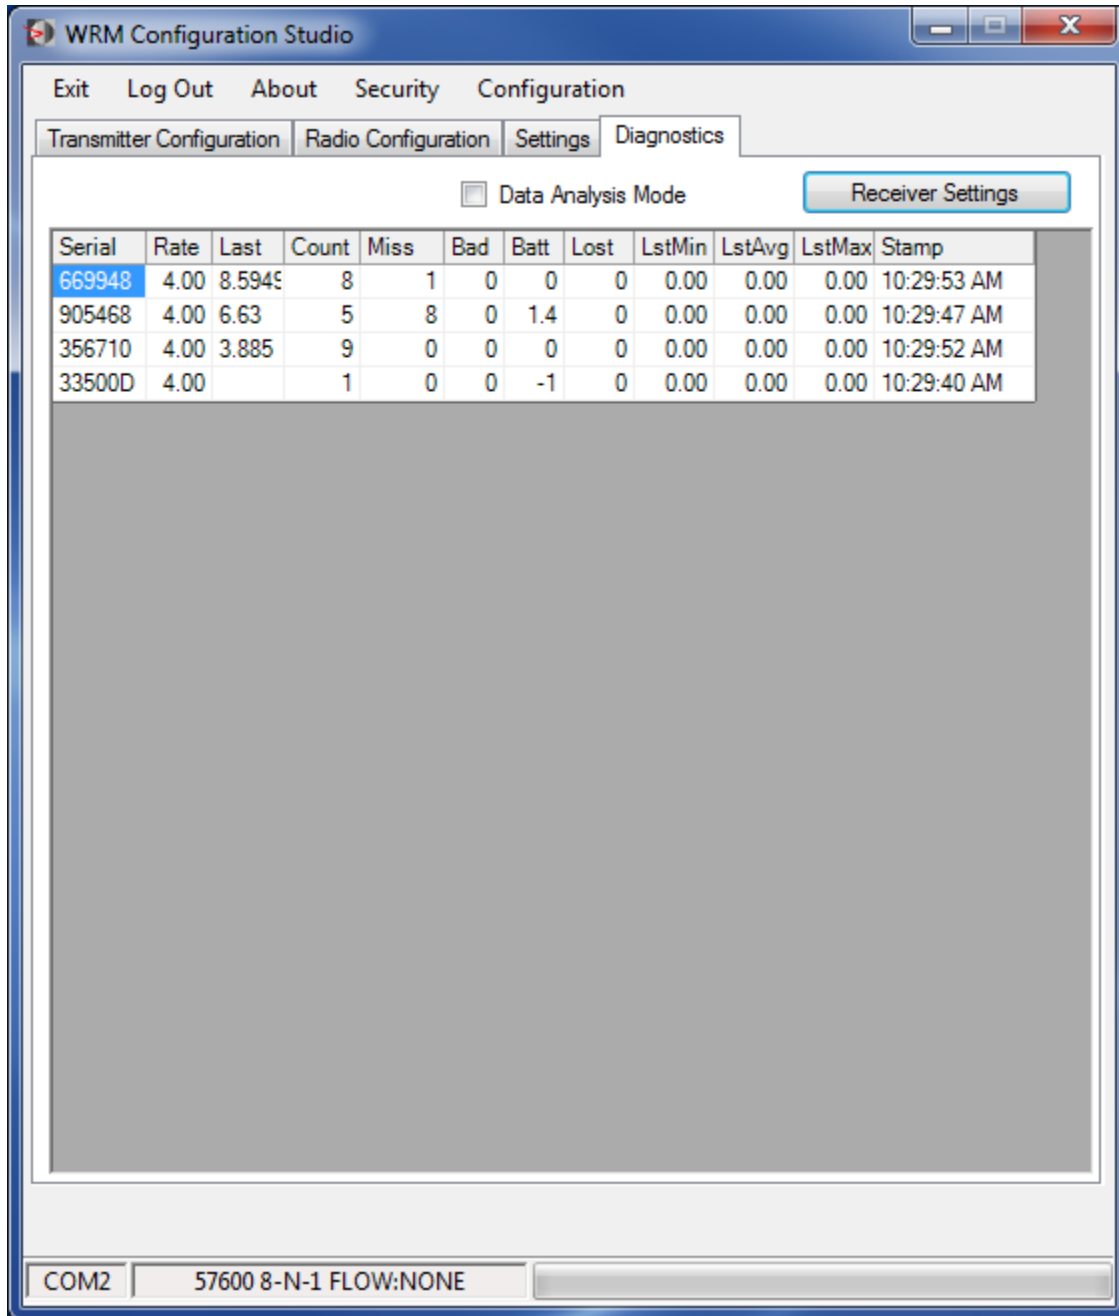 WRM Configuration Studio
Exit Log Out About Security Configuration
Transmitter Configuration Radio Configuration Settings Diagnostics
Data Analysis Mode Receiver Settings
Serial Rate Last Count Miss Bad Batt Lost LstMin LstAvg LstMax Stamp
669948 4.00 8.5949 8 1 0 0 0 0.00 0.00 0.00 10:29:53 AM
905468 4.00 6.63 5 8 0 1.4 0 0.00 0.00 0.00 10:29:47 AM
356710 4.00 3.885 9 0 0 0 0 0.00 0.00 0.00 10:29:52 AM
33500D 4.00 1 0 0 -1 0 0.00 0.00 0.00 10:29:40 AM
COM2 57600 8-N-1 FLOW:NONE